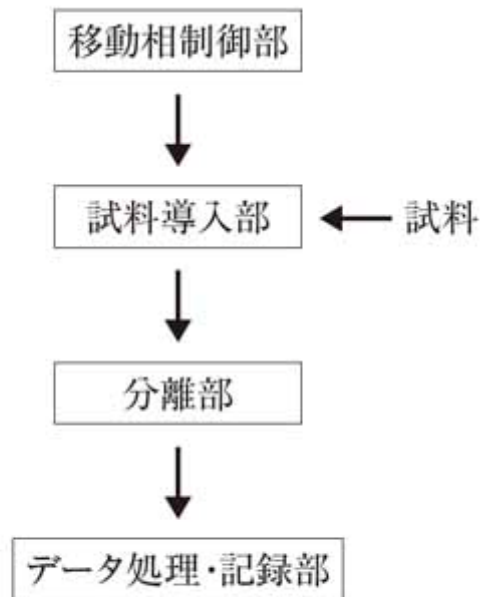 移動相制御部
試料導入部
試料
分離部
データ処理・記録部